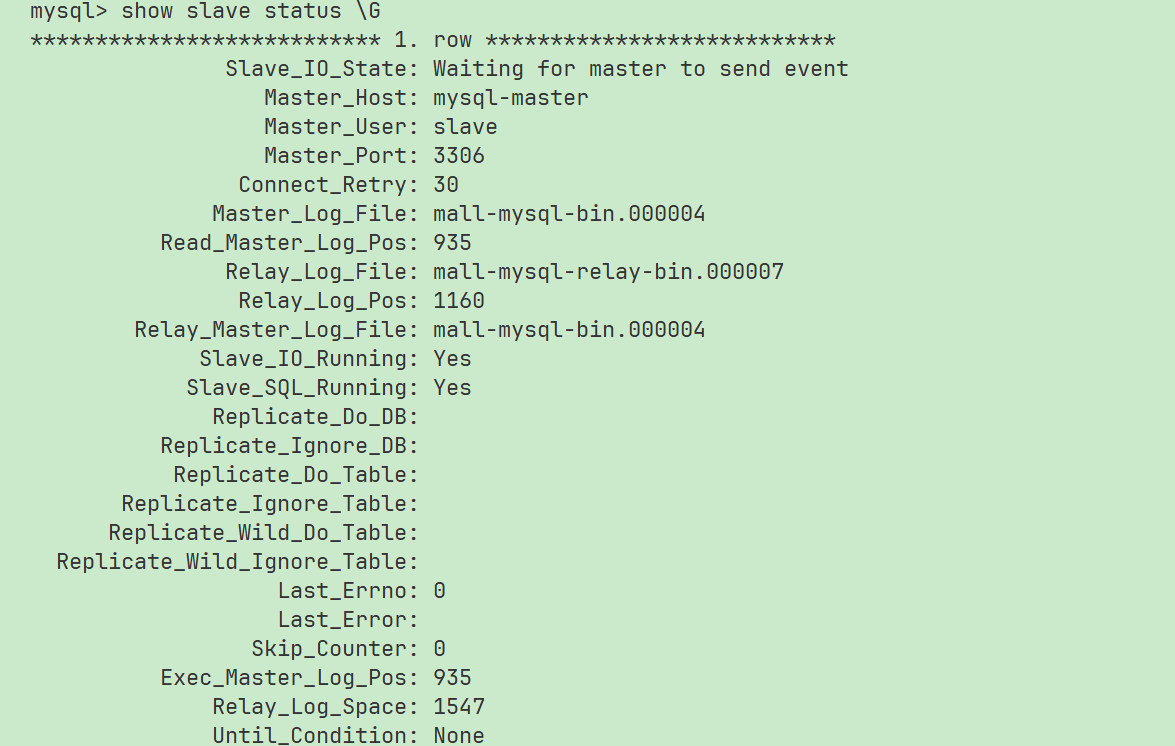 mysql> show slave status \G
*************************** 1. row ***************************
Slave_IO_State: Waiting for master to send event
Master_Host: mysql-master
Master_User: slave
Master_Port: 3306
Connect_Retry: 30
Master_Log_File: mall-mysql-bin.000004
Read_Master_Log_Pos: 935
Relay_Log_File: mall-mysql-relay-bin.000007
Relay_Log_Pos: 1160
Relay_Master_Log_File: mall-mysql-bin.000004
Slave_IO_Running: Yes
Slave_SQL_Running: Yes
Replicate_Do_DB:
Replicate_Ignore_DB:
Replicate_Do_Table:
Replicate_Ignore_Table:
Replicate_Wild_Do_Table:
Replicate_Wild_Ignore_Table:
Last_Errno: 0
Last_Error:
Skip_Counter: 0
Exec_Master_Log_Pos: 935
Relay_Log_Space: 1547
Until_Condition: None